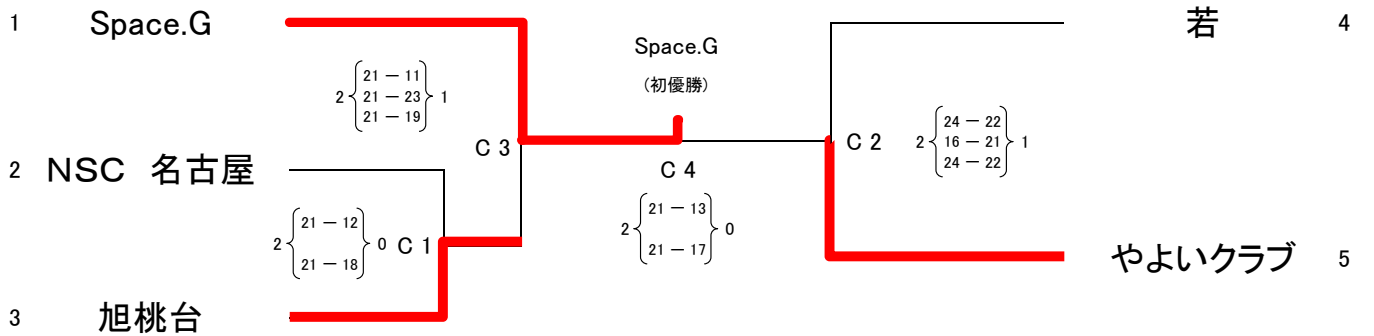 1 Space.G
若 4
Space.G
(初優勝)
21 － 11
2 21 － 23 1
21 － 19
C 3
C 2
24 － 22
2 16 － 21 1
24 － 22
2 NSC 名古屋
C 4
21 － 13
2 0
21 － 17
21 － 12
2 0 C 1
21 － 18
やよいクラブ 5
3 旭桃台